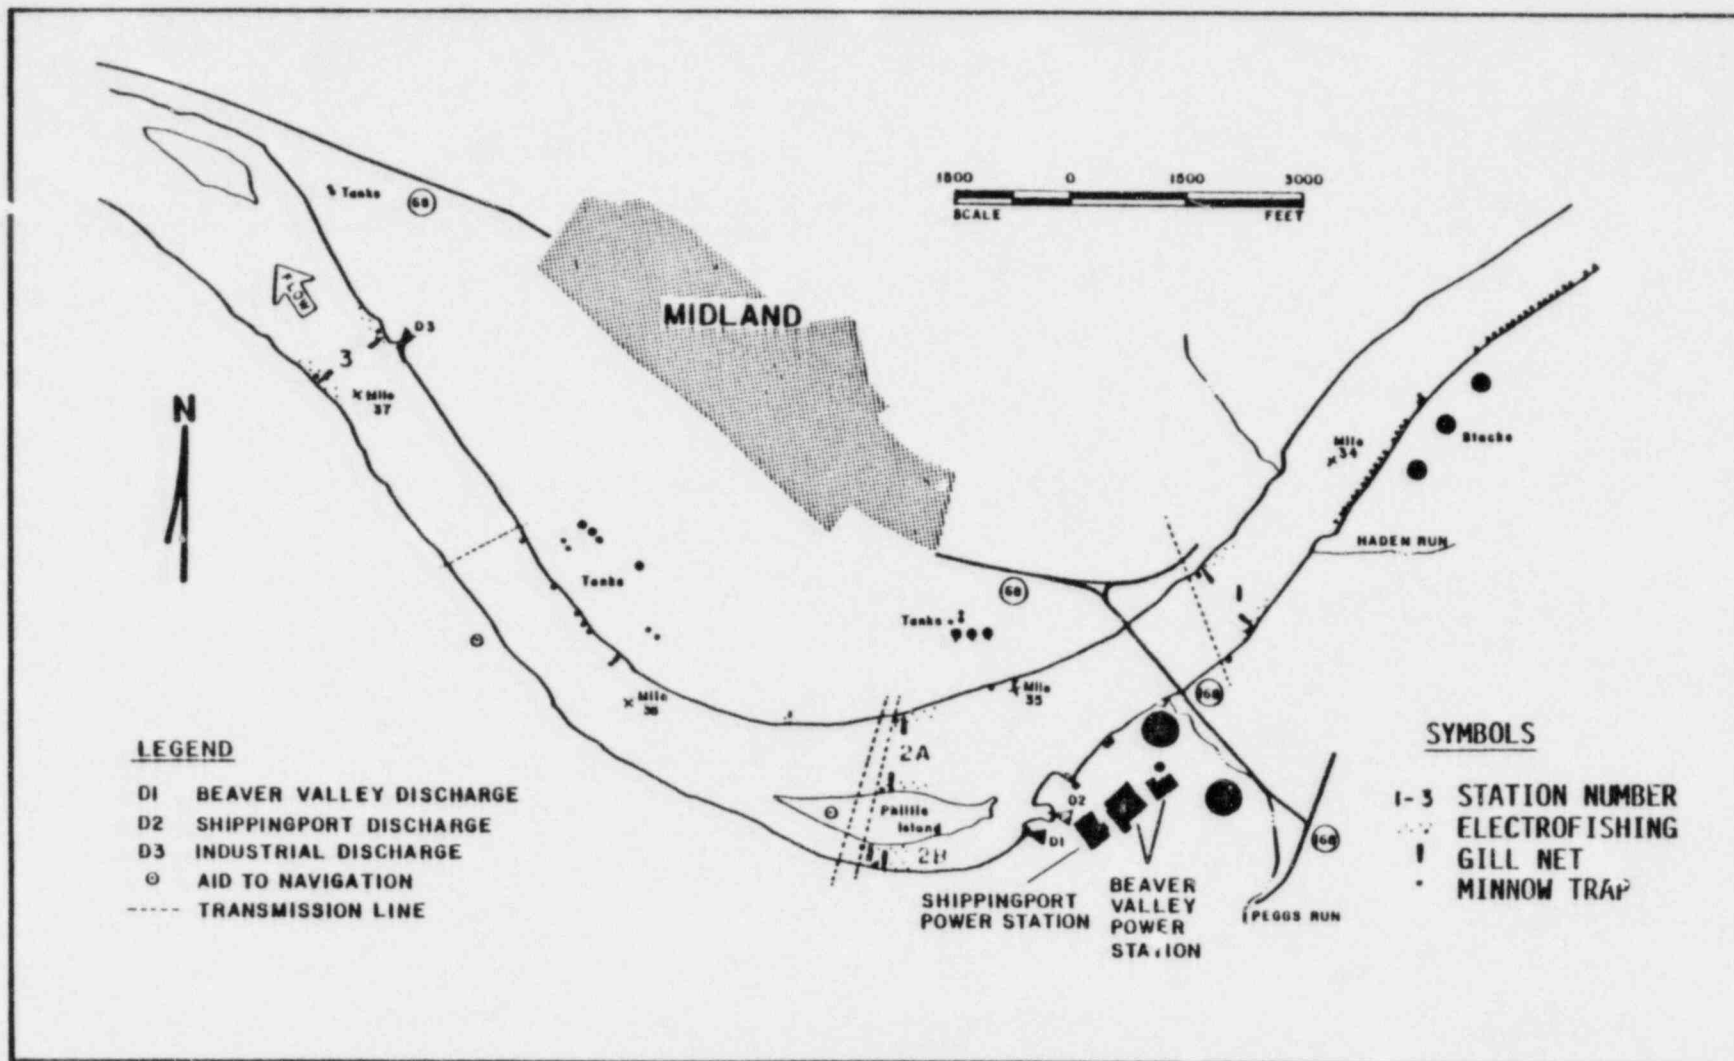 1500 0 1500 3000
SCALE FEET
Tanks
68
MIDLAND
FLOW
D3
3
Mile
37
N
Mile
34
Stacks
HADEN RUN
Tanks
68
1
Tanks
Mile
35
Mile
36
168
2A
Phillis
Island
D2
D1
2B
168
SHIPPINGPORT
POWER STATION
BEAVER
VALLEY
POWER
STATION
PEGGS RUN
LEGEND
D1 BEAVER VALLEY DISCHARGE
D2 SHIPPINGPORT DISCHARGE
D3 INDUSTRIAL DISCHARGE
AID TO NAVIGATION
TRANSMISSION LINE
SYMBOLS
1-3 STATION NUMBER
ELECTROFISHING
GILL NET
MINNOW TRAP